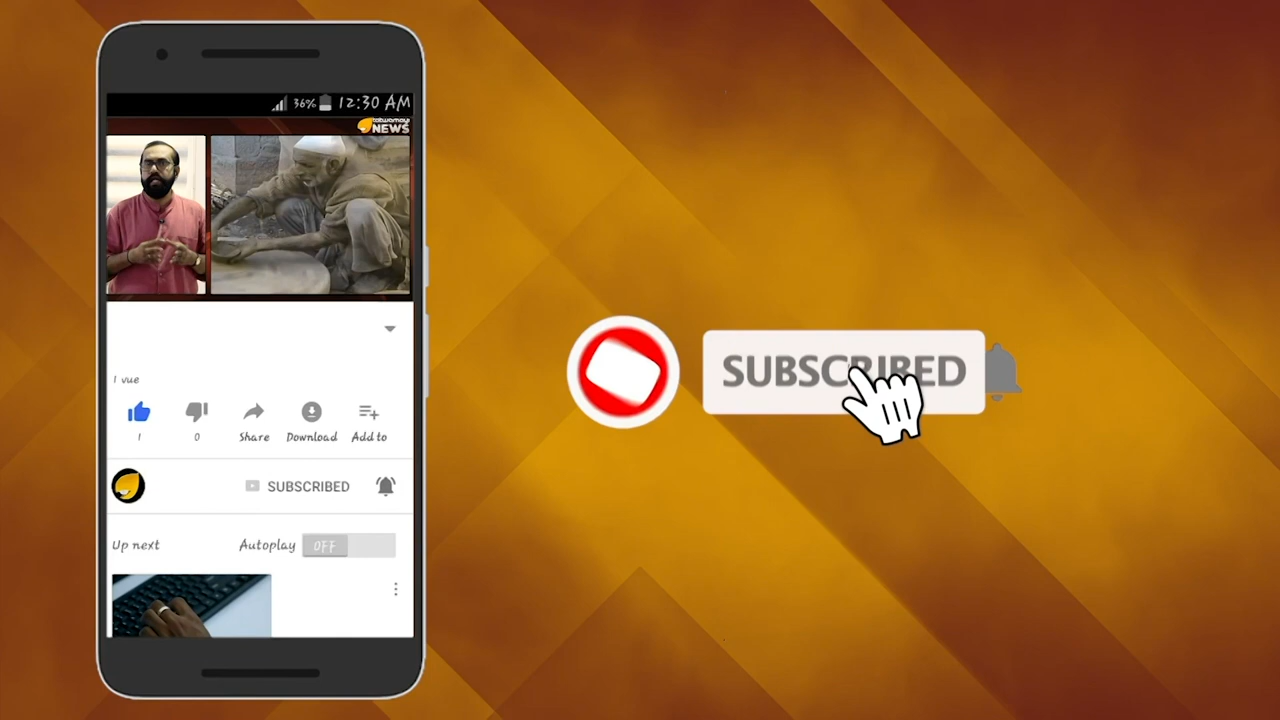 36% 12:30 AM
tatwamayi
NEWS
1 vue
1 0 Share Download Add to
SUBSCRIBED
Up next Autoplay OFF
SUBSCRIBED